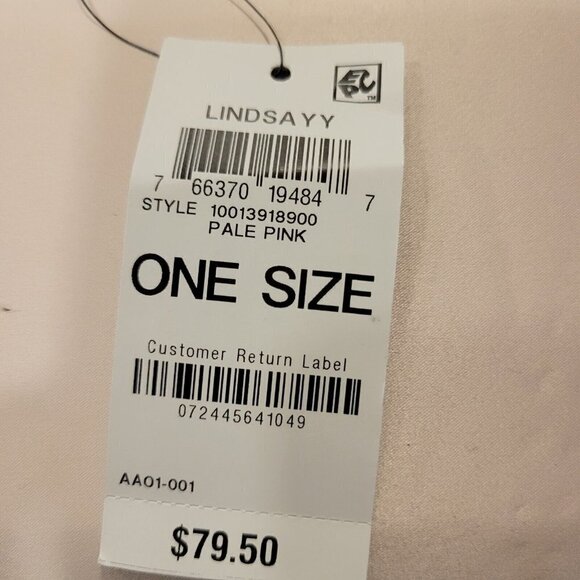 LINDSAYY
7 66370 19484 7
STYLE 10013918900
PALE PINK
ONE SIZE
Customer Return Label
072445641049
AA01-001
$79.50